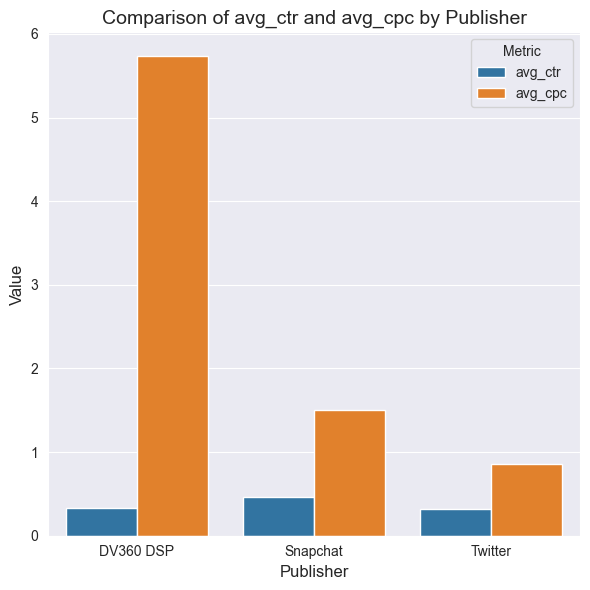 Comparison of avg_ctr and avg_cpc by Publisher
Metric
avg_ctr
avg_cpc
6
5
4
3
2
1
0
Value
DV360 DSP
Snapchat
Twitter
Publisher